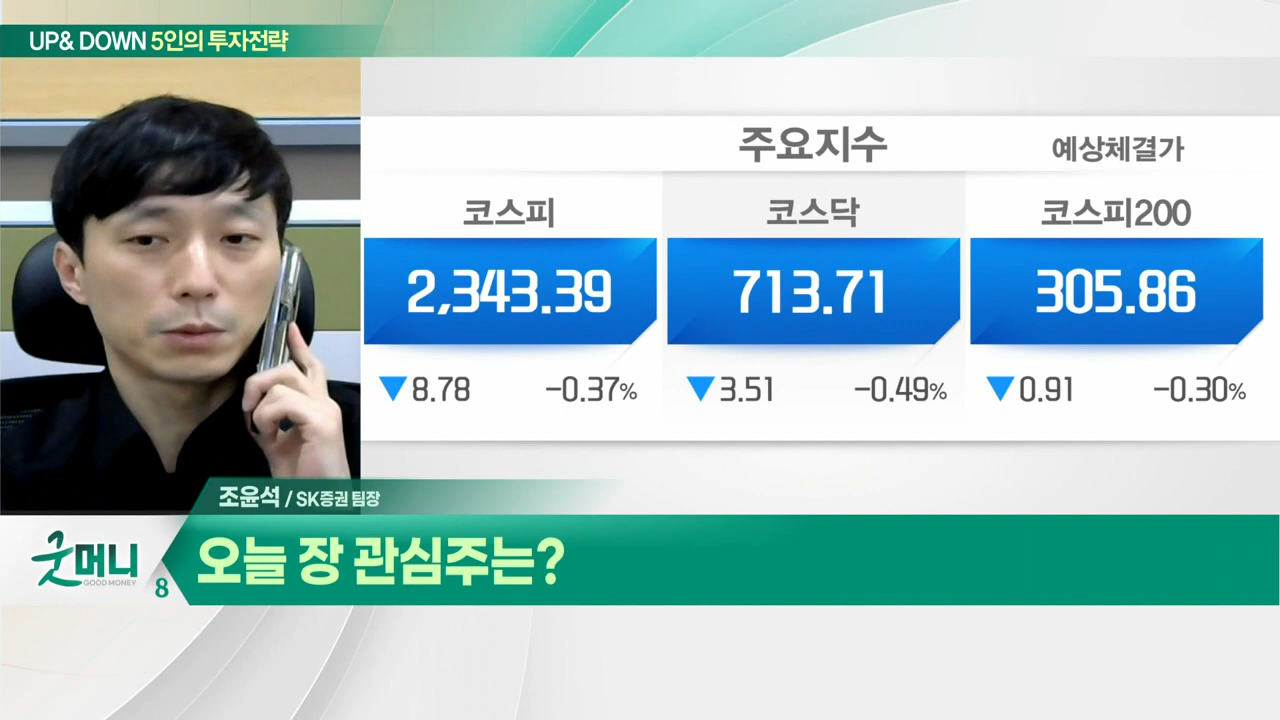 UP& DOWN 5인의 투자전략
주요지수
예상체결가
코스피
코스닥
코스피200
2,343.39
713.71
305.86
▼8.78 -0.37%
▼3.51 -0.49%
▼0.91 -0.30%
조윤석 / SK증권 팀장
굿머니
GOOD MONEY
8
오늘 장 관심주는?